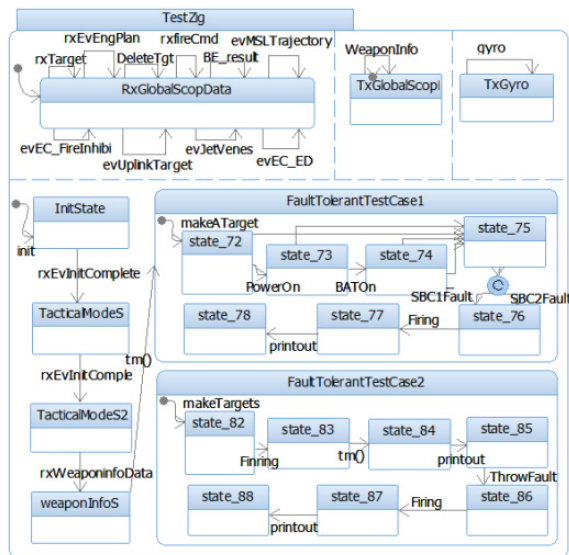 TestZig
rxEvEngPlan rxfireCmd evMSLTrajectory
rxTarget DeleteTgt BE_result
RxGlobalScopData
evEC_FireInhibi evJetVenes
evUplinkTarget evEC_ED
WeaponInfo
TxGlobalScopI
gyro
TxGyro
InitState
init
rxEvInitComplete
TacticalModeS
rxEvInitComple
TacticalModeS2
rxWeaponinfoData
weaponInfoS
tm()
FaultTolerantTestCase1
makeATarget
state_72
state_73
state_74
state_75
PowerOn
BATOn
C
SBC1Fault
SBC2Fault
state_78
state_77
state_76
Firing
printout
FaultTolerantTestCase2
makeTargets
state_82
state_83
state_84
state_85
Finring
tm()
printout
ThrowFault
state_88
state_87
state_86
Firing
printout